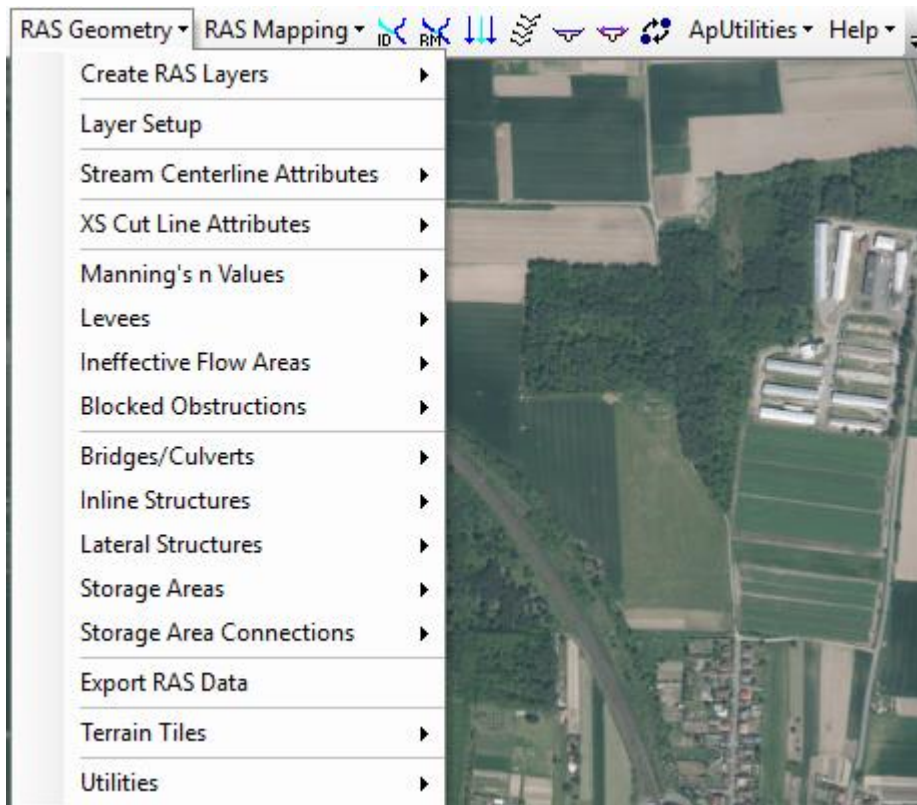 RAS Geometry RAS Mapping ID RM ApUtilities Help
Create RAS Layers
Layer Setup
Stream Centerline Attributes
XS Cut Line Attributes
Manning's n Values
Levees
Ineffective Flow Areas
Blocked Obstructions
Bridges/Culverts
Inline Structures
Lateral Structures
Storage Areas
Storage Area Connections
Export RAS Data
Terrain Tiles
Utilities